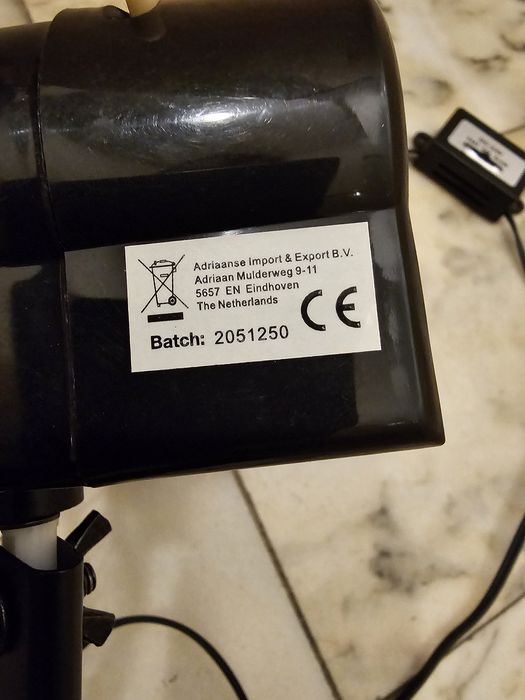 Adriaanse Import & Export B.V.
Adriaan Mulderweg 9-11
5657 EN Eindhoven
The Netherlands
CE
Batch: 2051250